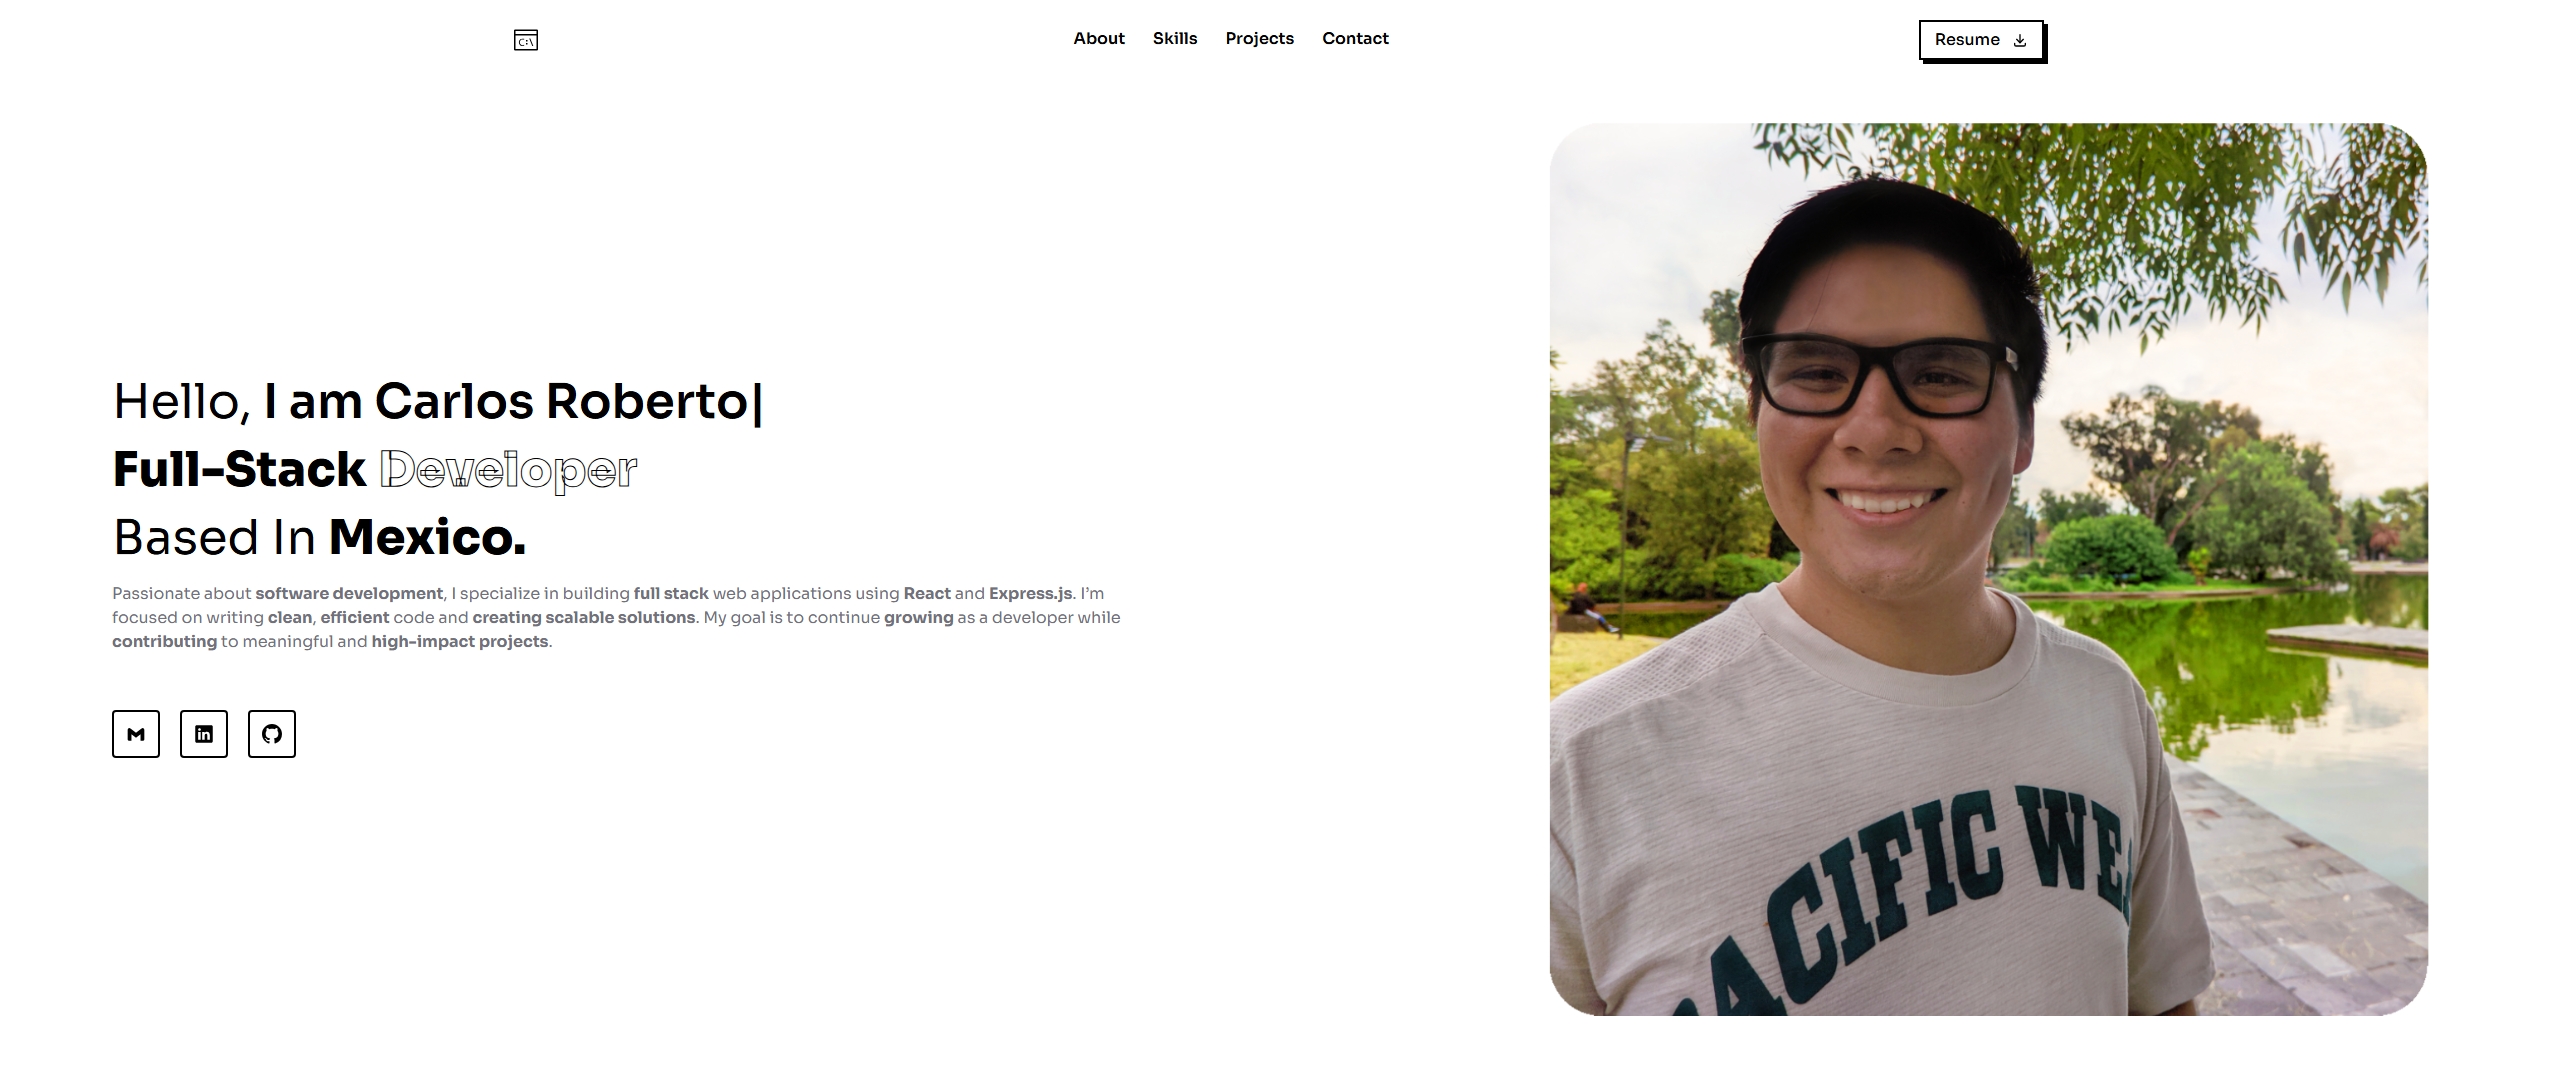 C:\
About Skills Projects Contact
Resume
Hello, I am Carlos Roberto|
Full-Stack Developer
Based In Mexico.
Passionate about software development, I specialize in building full stack web applications using React and Express.js. I'm
focused on writing clean, efficient code and creating scalable solutions. My goal is to continue growing as a developer while
contributing to meaningful and high-impact projects.
M in
ACIFIC WEA